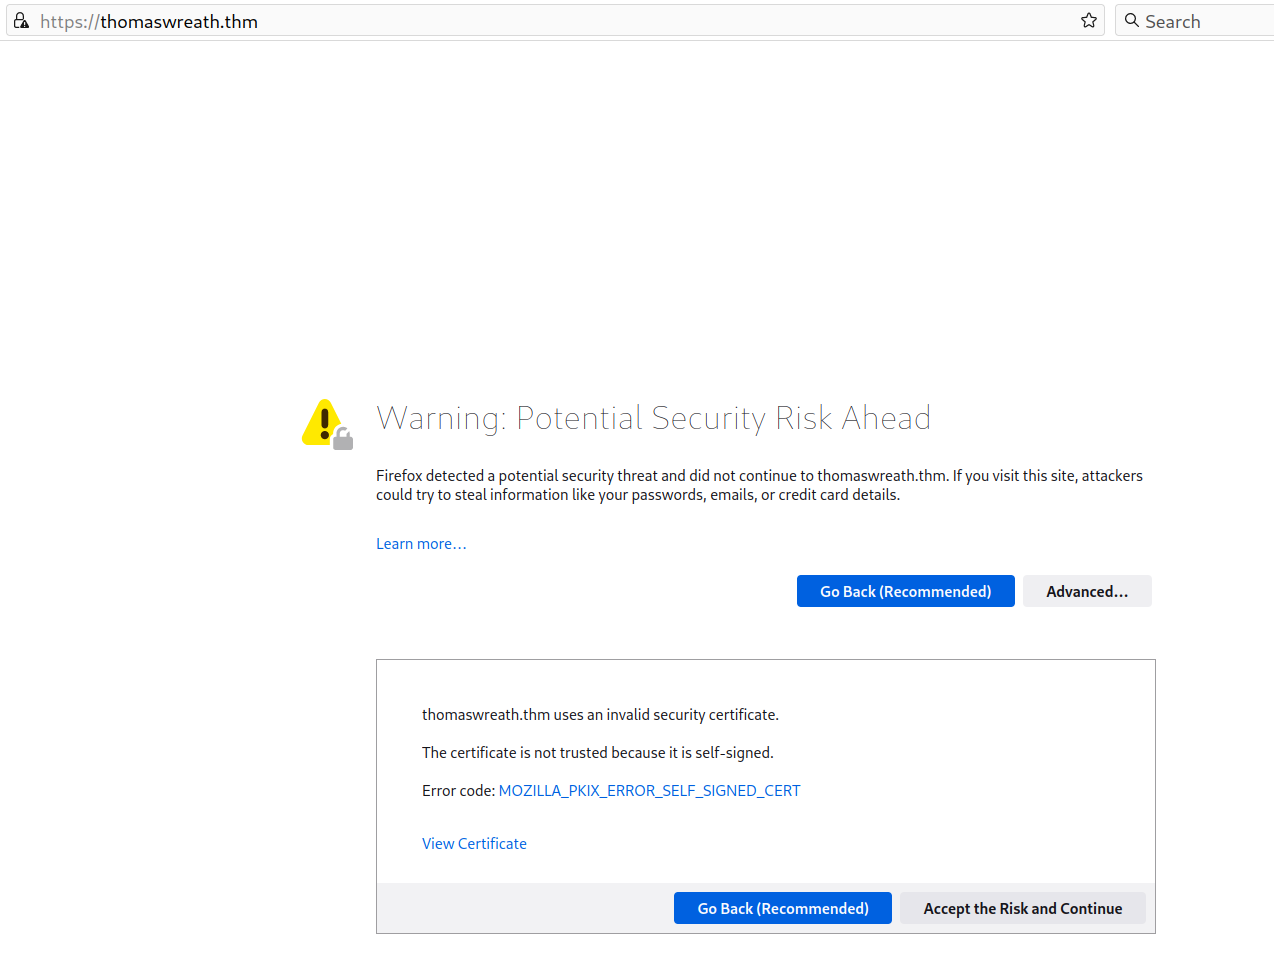 https://thomaswreath.thm
Search
Warning: Potential Security Risk Ahead
Firefox detected a potential security threat and did not continue to thomaswreath.thm. If you visit this site, attackers
could try to steal information like your passwords, emails, or credit card details.
Learn more…
Go Back (Recommended)
Advanced…
thomaswreath.thm uses an invalid security certificate.
The certificate is not trusted because it is self-signed.
Error code: MOZILLA_PKIX_ERROR_SELF_SIGNED_CERT
View Certificate
Go Back (Recommended)
Accept the Risk and Continue